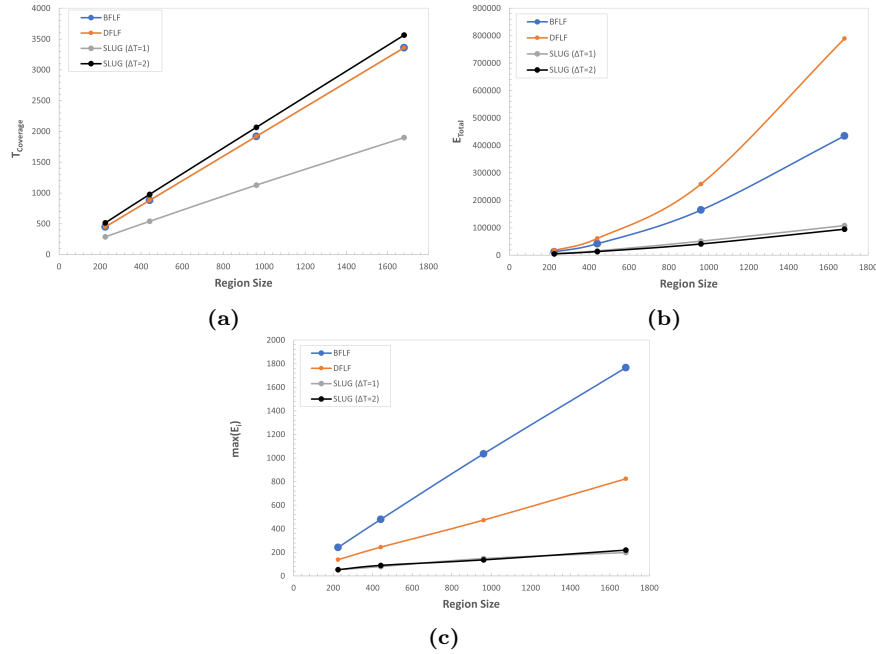 4000
3500
3000
2500
2000
1500
1000
500
0
T_Coverage
BFLF
DFLF
SLUG (ΔT=1)
SLUG (ΔT=2)
0 200 400 600 800 1000 1200 1400 1600 1800
Region Size
(a)
900000
800000
700000
600000
500000
400000
300000
200000
100000
0
E_Total
BFLF
DFLF
SLUG (ΔT=1)
SLUG (ΔT=2)
0 200 400 600 800 1000 1200 1400 1600 1800
Region Size
(b)
2000
1800
1600
1400
1200
1000
800
600
400
200
0
max(E_i)
BFLF
DFLF
SLUG (ΔT=1)
SLUG (ΔT=2)
0 200 400 600 800 1000 1200 1400 1600 1800
Region Size
(c)